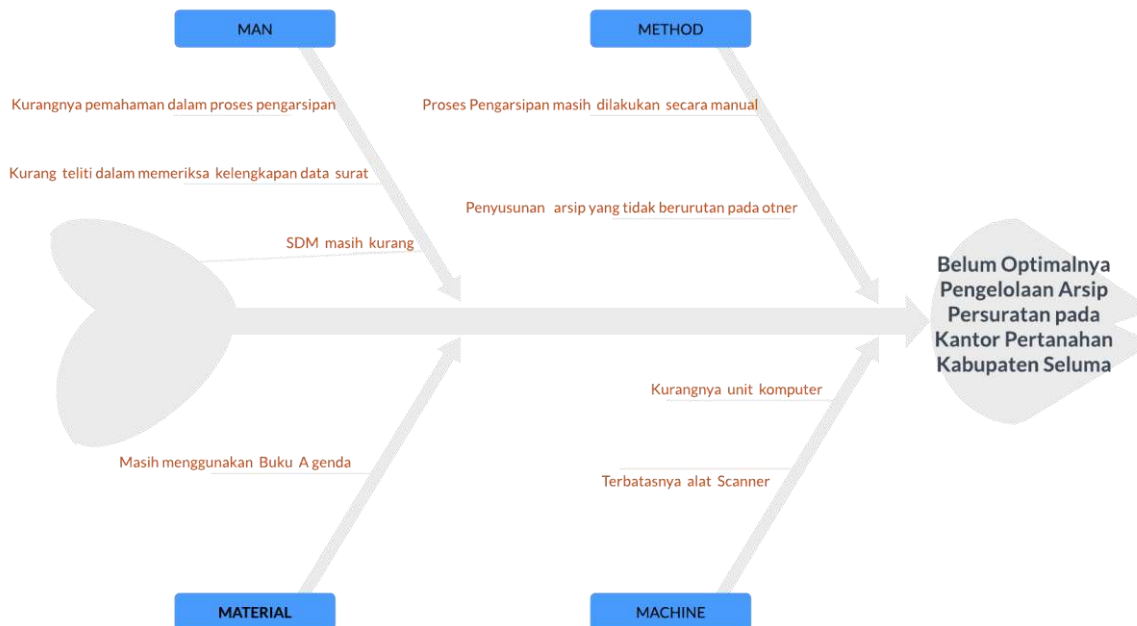 MAN
METHOD
Kurangnya pemahaman dalam proses pengarsipan
Proses Pengarsipan masih dilakukan secara manual
Kurang teliti dalam memeriksa kelengkapan data surat
Penyusunan arsip yang tidak berurutan pada otner
SDM masih kurang
Belum Optimalnya
Pengelolaan Arsip
Persuratan pada
Kantor Pertanahan
Kabupaten Seluma
Kurangnya unit komputer
Masih menggunakan Buku A genda
Terbatasnya alat Scanner
MATERIAL
MACHINE